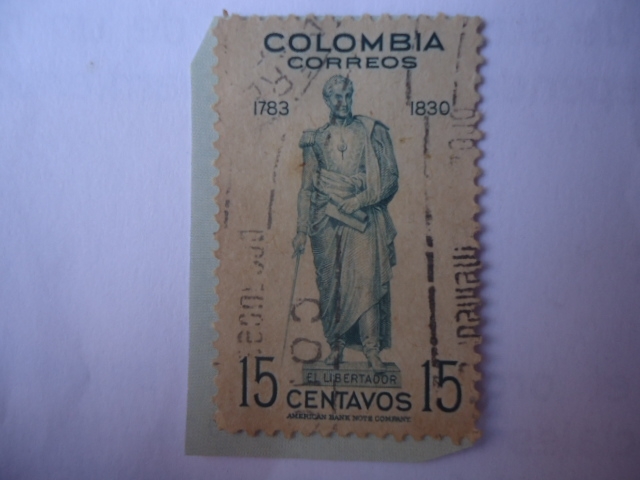 COLOMBIA
CORREOS
1783 1830
EL LIBERTADOR
15 CENTAVOS 15
AMERICAN BANK NOTE COMPANY